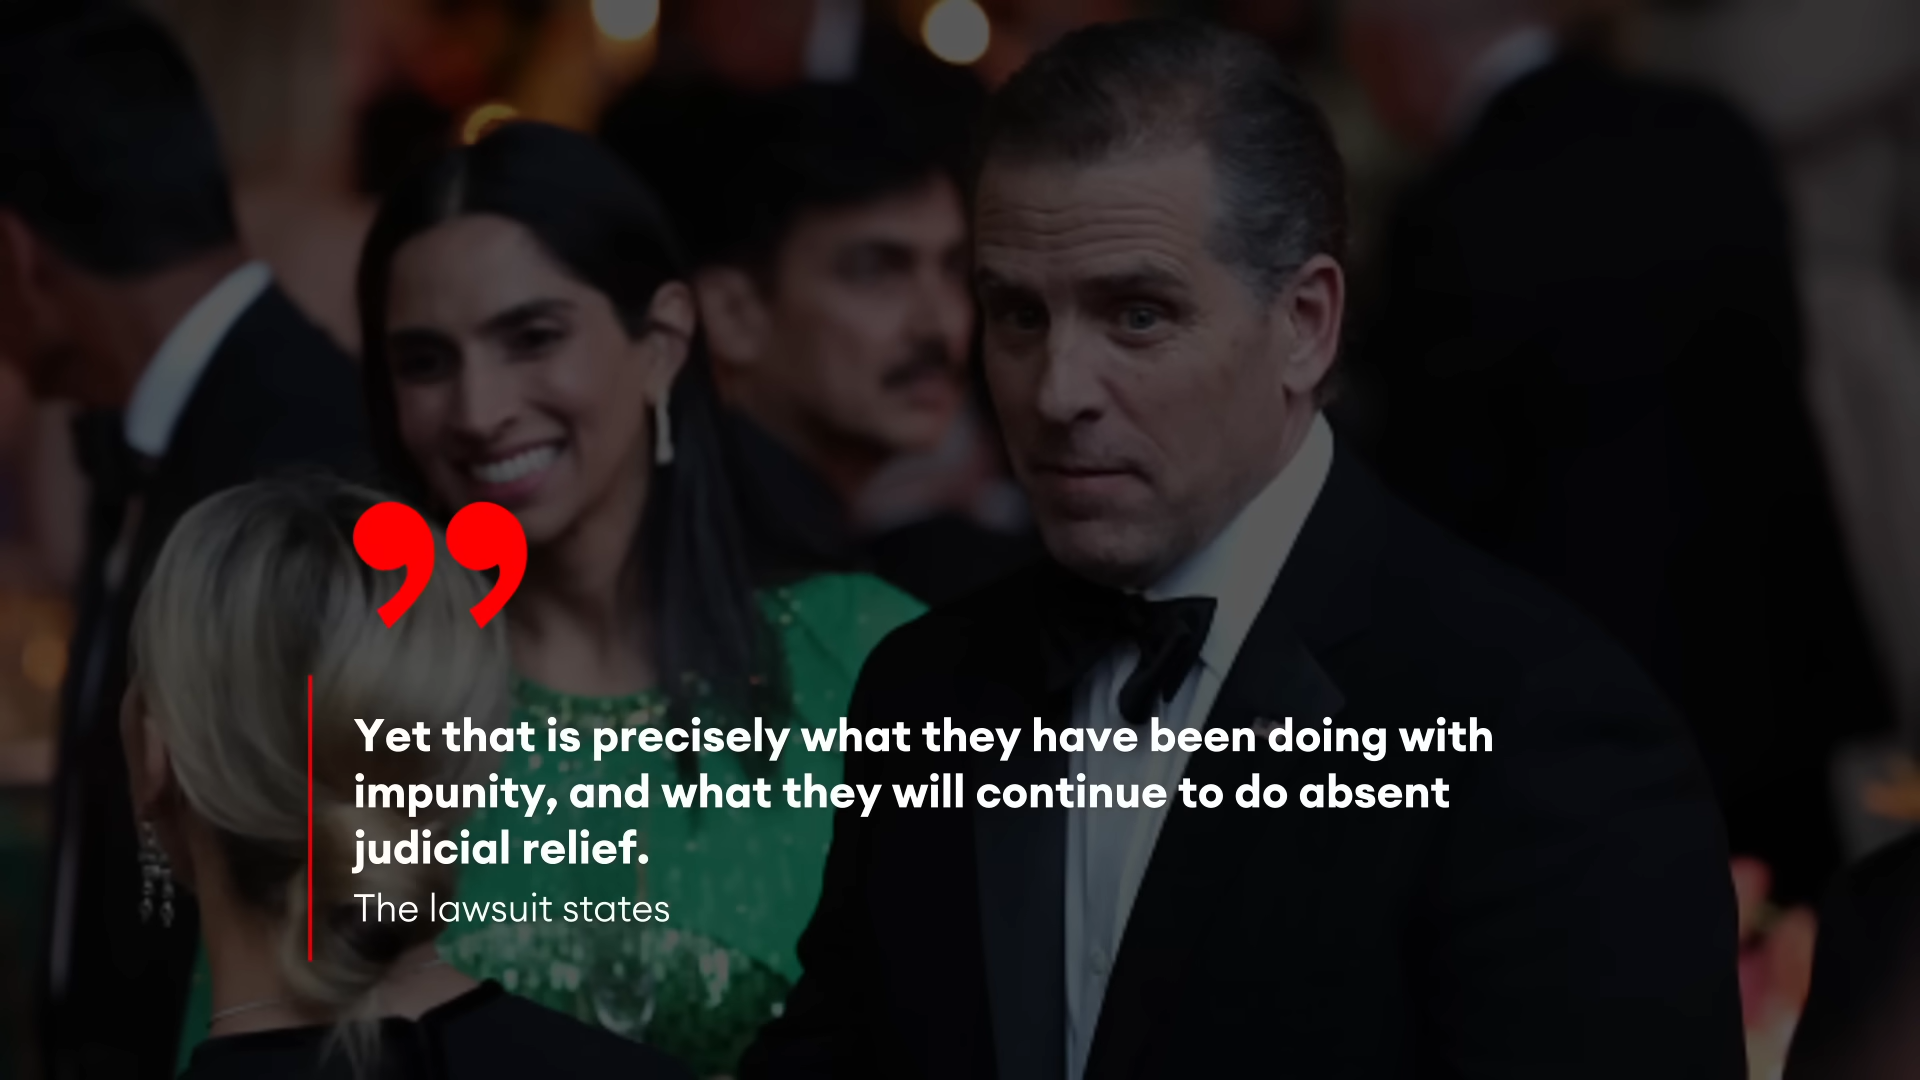 ”
Yet that is precisely what they have been doing with
impunity, and what they will continue to do absent
judicial relief.
The lawsuit states